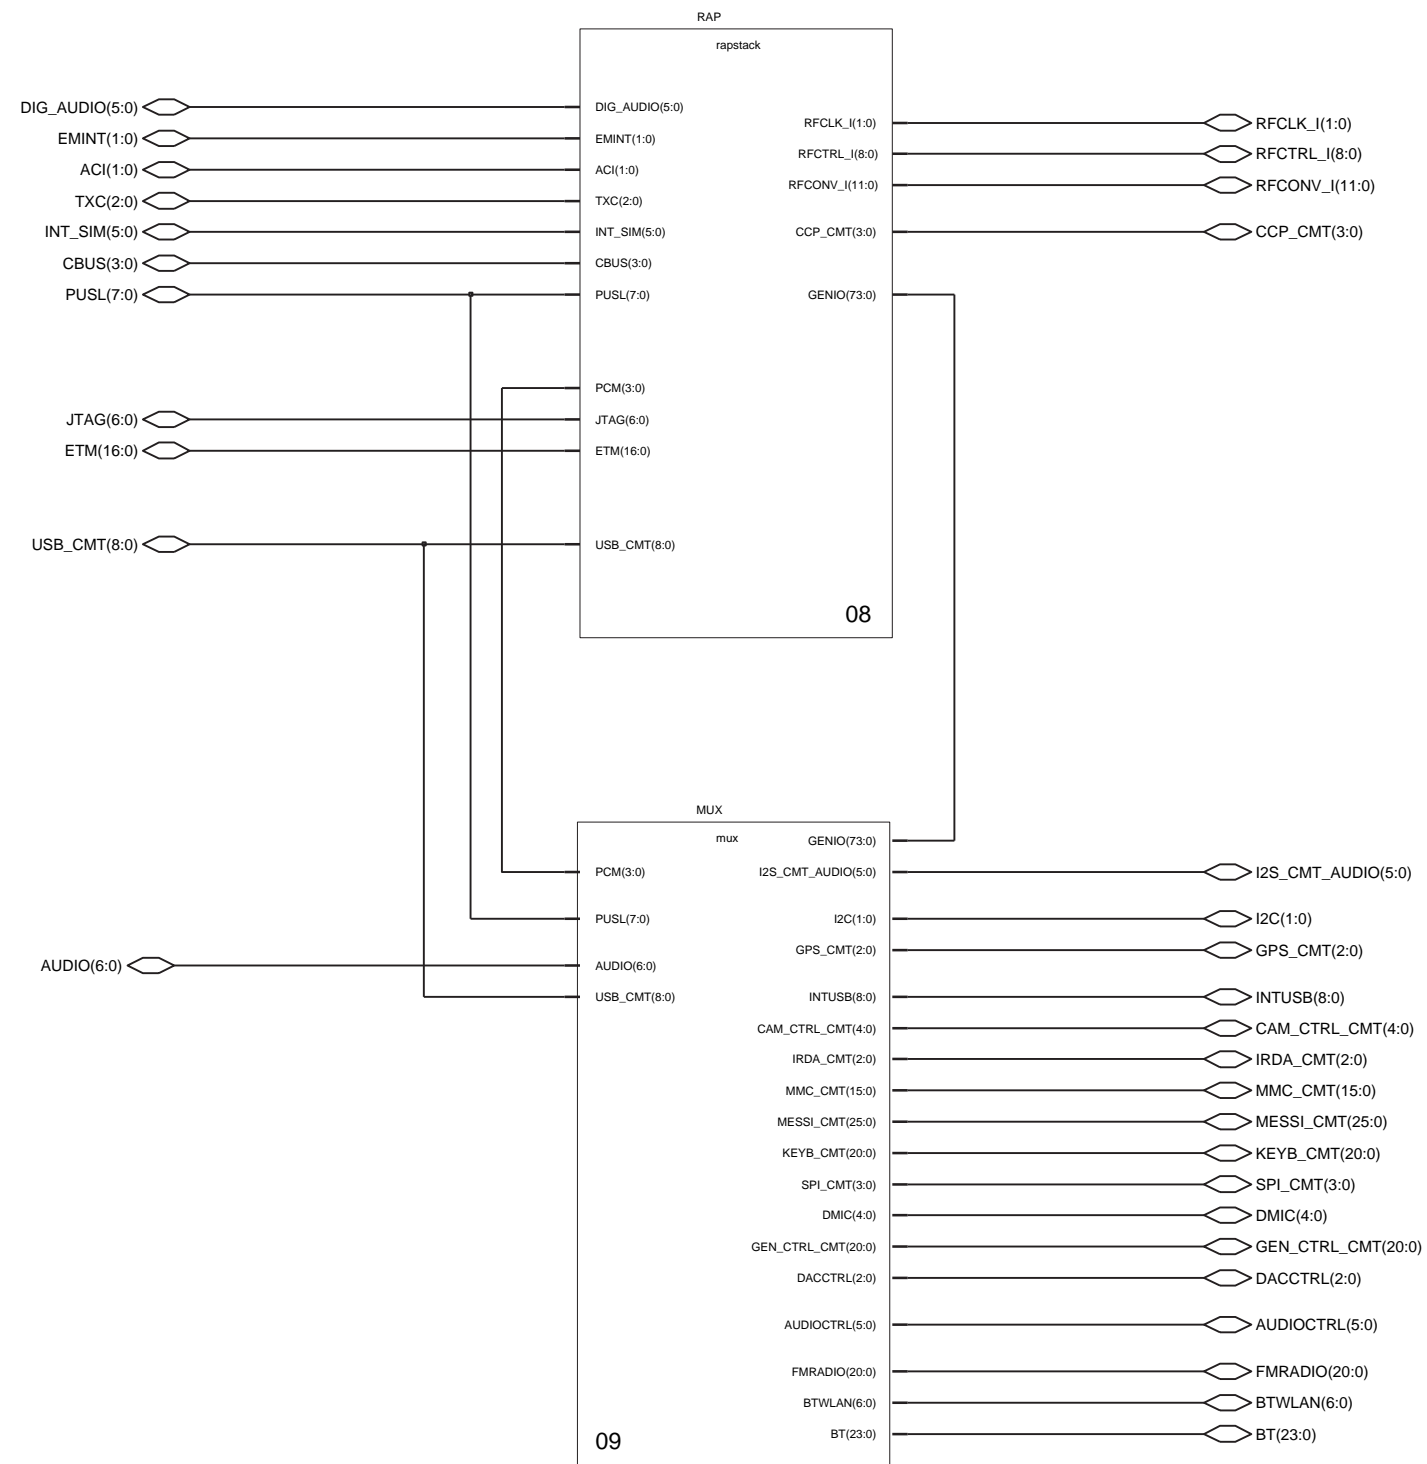 RAP
rapstack
DIG_AUDIO(5:0) DIG_AUDIO(5:0)
RFCLK_I(1:0) RFCLK_I(1:0)
EMINT(1:0) EMINT(1:0)
RFCTRL_I(8:0) RFCTRL_I(8:0)
ACI(1:0) ACI(1:0)
RFCONV_I(11:0) RFCONV_I(11:0)
TXC(2:0) TXC(2:0)
INT_SIM(5:0) INT_SIM(5:0) CCP_CMT(3:0) CCP_CMT(3:0)
CBUS(3:0) CBUS(3:0)
PUSL(7:0) PUSL(7:0) GENIO(73:0)
PCM(3:0)
JTAG(6:0) JTAG(6:0)
ETM(16:0) ETM(16:0)
USB_CMT(8:0) USB_CMT(8:0)
08
MUX
mux GENIO(73:0)
PCM(3:0) I2S_CMT_AUDIO(5:0) I2S_CMT_AUDIO(5:0)
PUSL(7:0) I2C(1:0) I2C(1:0)
GPS_CMT(2:0) GPS_CMT(2:0)
AUDIO(6:0) AUDIO(6:0)
USB_CMT(8:0) INTUSB(8:0) INTUSB(8:0)
CAM_CTRL_CMT(4:0) CAM_CTRL_CMT(4:0)
IRDA_CMT(2:0) IRDA_CMT(2:0)
MMC_CMT(15:0) MMC_CMT(15:0)
MESSI_CMT(25:0) MESSI_CMT(25:0)
KEYB_CMT(20:0) KEYB_CMT(20:0)
SPI_CMT(3:0) SPI_CMT(3:0)
DMIC(4:0) DMIC(4:0)
GEN_CTRL_CMT(20:0) GEN_CTRL_CMT(20:0)
DACCTRL(2:0) DACCTRL(2:0)
AUDIOCTRL(5:0) AUDIOCTRL(5:0)
FMRADIO(20:0) FMRADIO(20:0)
BTWLAN(6:0) BTWLAN(6:0)
09 BT(23:0) BT(23:0)